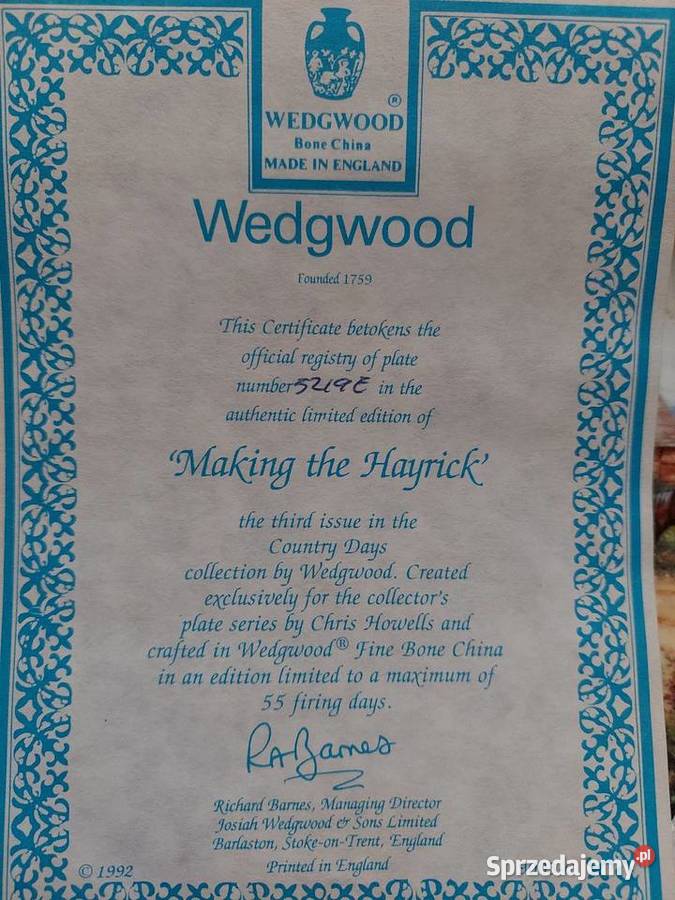 WEDGWOOD ®
Bone China
MADE IN ENGLAND
Wedgwood
Founded 1759
This Certificate betokens the
official registry of plate
number 5219E in the
authentic limited edition of
'Making the Hayrick'
the third issue in the
Country Days
collection by Wedgwood. Created
exclusively for the collector's
plate series by Chris Howells and
crafted in Wedgwood® Fine Bone China
in an edition limited to a maximum of
55 firing days.
RABarnes
Richard Barnes, Managing Director
Josiah Wedgwood & Sons Limited
Barlaston, Stoke-on-Trent, England
Printed in England
© 1992
Sprzedajemy.pl